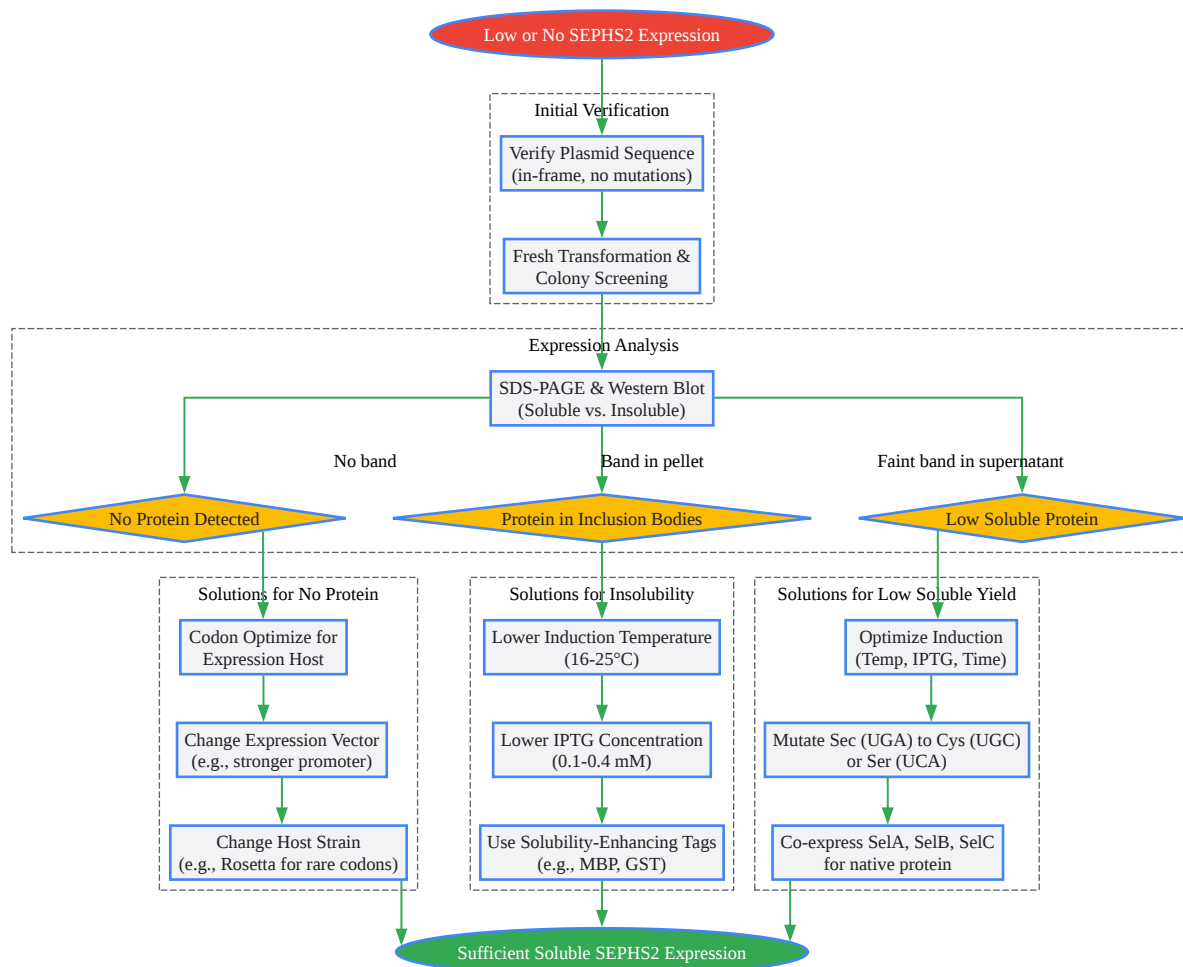 Low or No SEPHS2 Expression
Initial Verification
Verify Plasmid Sequence
(in-frame, no mutations)
Fresh Transformation &
Colony Screening
Expression Analysis
SDS-PAGE & Western Blot
(Soluble vs. Insoluble)
No band
Band in pellet
Faint band in supernatant
No Protein Detected
Protein in Inclusion Bodies
Low Soluble Protein
Solutions for No Protein
Codon Optimize for
Expression Host
Change Expression Vector
(e.g., stronger promoter)
Change Host Strain
(e.g., Rosetta for rare codons)
Solutions for Insolubility
Lower Induction Temperature
(16-25°C)
Lower IPTG Concentration
(0.1-0.4 mM)
Use Solubility-Enhancing Tags
(e.g., MBP, GST)
Solutions for Low Soluble Yield
Optimize Induction
(Temp, IPTG, Time)
Mutate Sec (UGA) to Cys (UGC)
or Ser (UCA)
Co-express SelA, SelB, SelC
for native protein
Sufficient Soluble SEPHS2 Expression